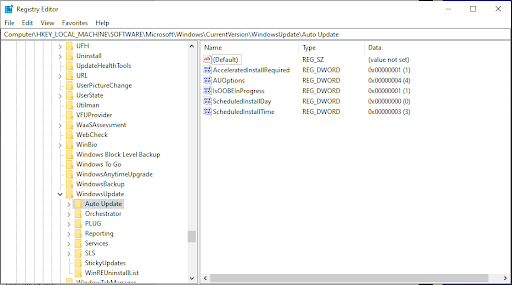 Registry Editor
File Edit View Favorites Help
Computer\HKEY_LOCAL_MACHINE\SOFTWARE\Microsoft\Windows\CurrentVersion\WindowsUpdate\Auto Update
UFH
Uninstall
UpdateHealthTools
URL
UserPictureChange
UserState
Utilman
VFUProvider
WaaSAssessment
WebCheck
WinBio
Windows Block Level Backup
Windows To Go
WindowsAnytimeUpgrade
WindowsBackup
WindowsUpdate
Auto Update
Orchestrator
PLUG
Reporting
Services
SLS
StickyUpdates
WinREUninstallList
Name Type Data
(Default) REG_SZ (value not set)
AcceleratedInstallRequired REG_DWORD 0x00000001 (1)
AUOptions REG_DWORD 0x00000004 (4)
IsOOBEInProgress REG_DWORD 0x00000001 (1)
ScheduledInstallDay REG_DWORD 0x00000000 (0)
ScheduledInstallTime REG_DWORD 0x00000003 (3)